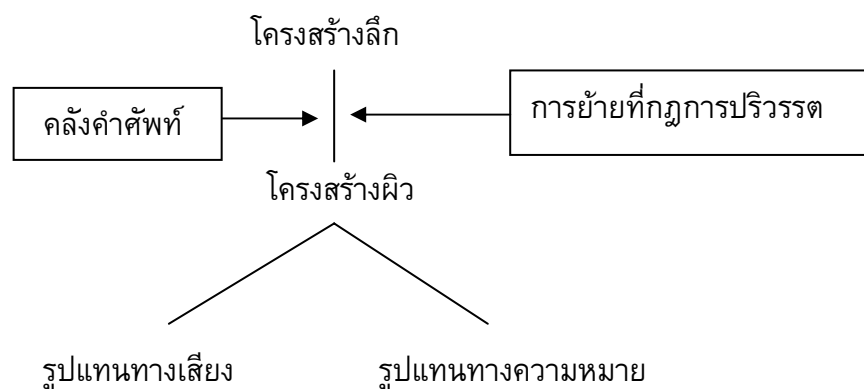 โครงสร้างลึก
คลังคำศัพท์
การย้ายที่กฎการปริวรรต
โครงสร้างผิว
รูปแทนทางเสียง
รูปแทนทางความหมาย